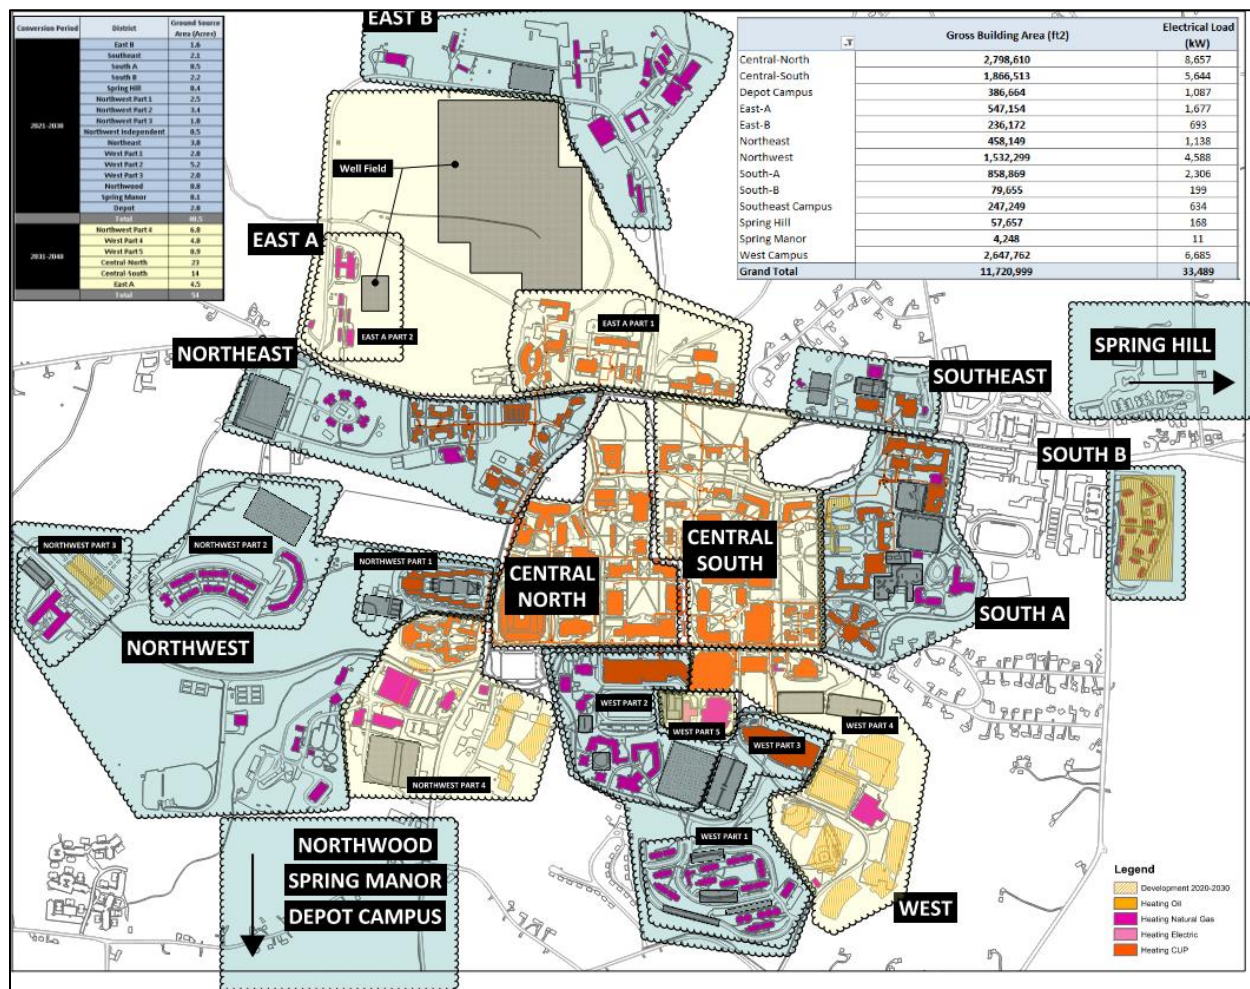 Conversion Period District Ground Source Area (Acres)
2021-2030
East B 1.6
Southeast 2.1
South A 8.5
South B 2.2
Spring Hill 0.4
Northwest Part 1 2.5
Northwest Part 2 3.4
Northwest Part 3 1.0
Northwest Independent 0.5
Northeast 3.8
West Part 1 2.8
West Part 2 5.2
West Part 3 2.0
Northwood 0.8
Spring Manor 0.1
Depot 2.8
Total
2031-2040
Northwest Part 4 6.8
West Part 4 4.8
West Part 5 0.9
Central-North 23
Central-South 14
East A 4.5
Total 54
Gross Building Area (ft2) Electrical Load (kW)
Central-North 2,798,610 8,657
Central-South 1,866,513 5,644
Depot Campus 386,664 1,087
East-A 547,154 1,677
East-B 236,172 693
Northeast 458,149 1,138
Northwest 1,532,299 4,588
South-A 858,869 2,306
South-B 79,655 199
Southeast Campus 247,249 634
Spring Hill 57,657 168
Spring Manor 4,248 11
West Campus 2,647,762 6,685
Grand Total 11,720,999 33,489
EAST B
Well Field
EAST A
EAST A PART 2
EAST A PART 1
NORTHEAST
SOUTHEAST
SPRING HILL
SOUTH B
CENTRAL
SOUTH
CENTRAL
NORTH
SOUTH A
NORTHWEST PART 3
NORTHWEST PART 2
NORTHWEST PART 1
NORTHWEST
NORTHWEST PART 4
WEST PART 2
WEST PART 5
WEST PART 3
WEST PART 4
WEST PART 1
WEST
NORTHWOOD
SPRING MANOR
DEPOT CAMPUS
Legend
Development 2020-2030
Heating Oil
Heating Natural Gas
Heating Electric
Heating CUP